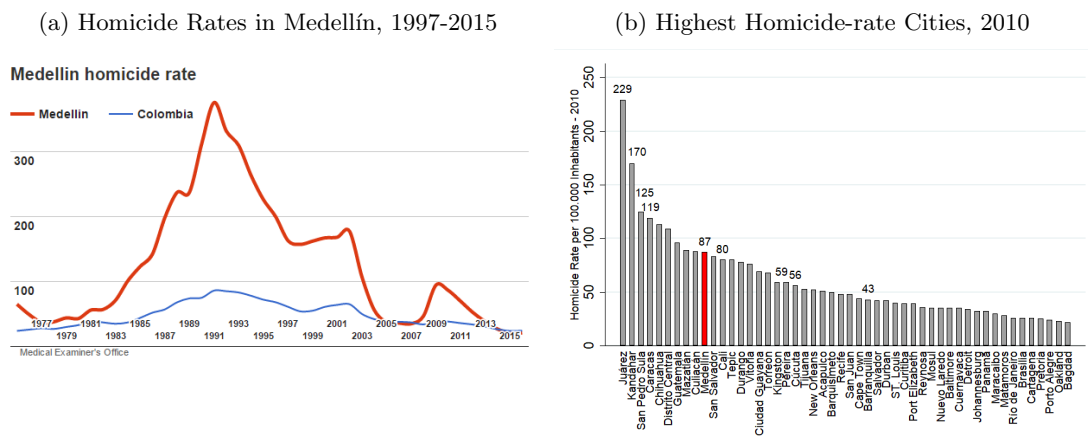 (a) Homicide Rates in Medellín, 1997-2015
Medellin homicide rate
Medellin
Colombia
300
200
100
1977
1981
1985
1989
1993
1997
2001
2005
2009
2013
1979
1983
1987
1991
1995
1999
2003
2007
2011
2015
Medical Examiner's Office
(b) Highest Homicide-rate Cities, 2010
Homicide Rate per 100.000 Inhabitants - 2010
250
200
150
100
50
0
229
170
125
119
87
80
59
56
43
Juárez
Kandahar
San Pedro Sula
Caracas
Chihuahua
Distrito Central
Guatemala
Mazatlán
Culiacán
Medellín
San Salvador
Cali
Tepic
Durango
Vitoria
Ciudad Guayana
Torreon
Kingston
Pereira
Cucuta
Tijuana
New Orleans
Acapulco
Barquisimeto
Recife
San Juan
Cape Town
Barranquilla
Salvador
Durban
ST. Louis
Curitiba
Port Elizabeth
Reynosa
Mosul
Nuevo Laredo
Baltimore
Cuernavaca
Detroit
Johannesburg
Panamá
Maracaibo
Matamoros
Rio de Janeiro
Brasilia
Cartagena
Pretoria
Porto Alegre
Oakland
Bagdad